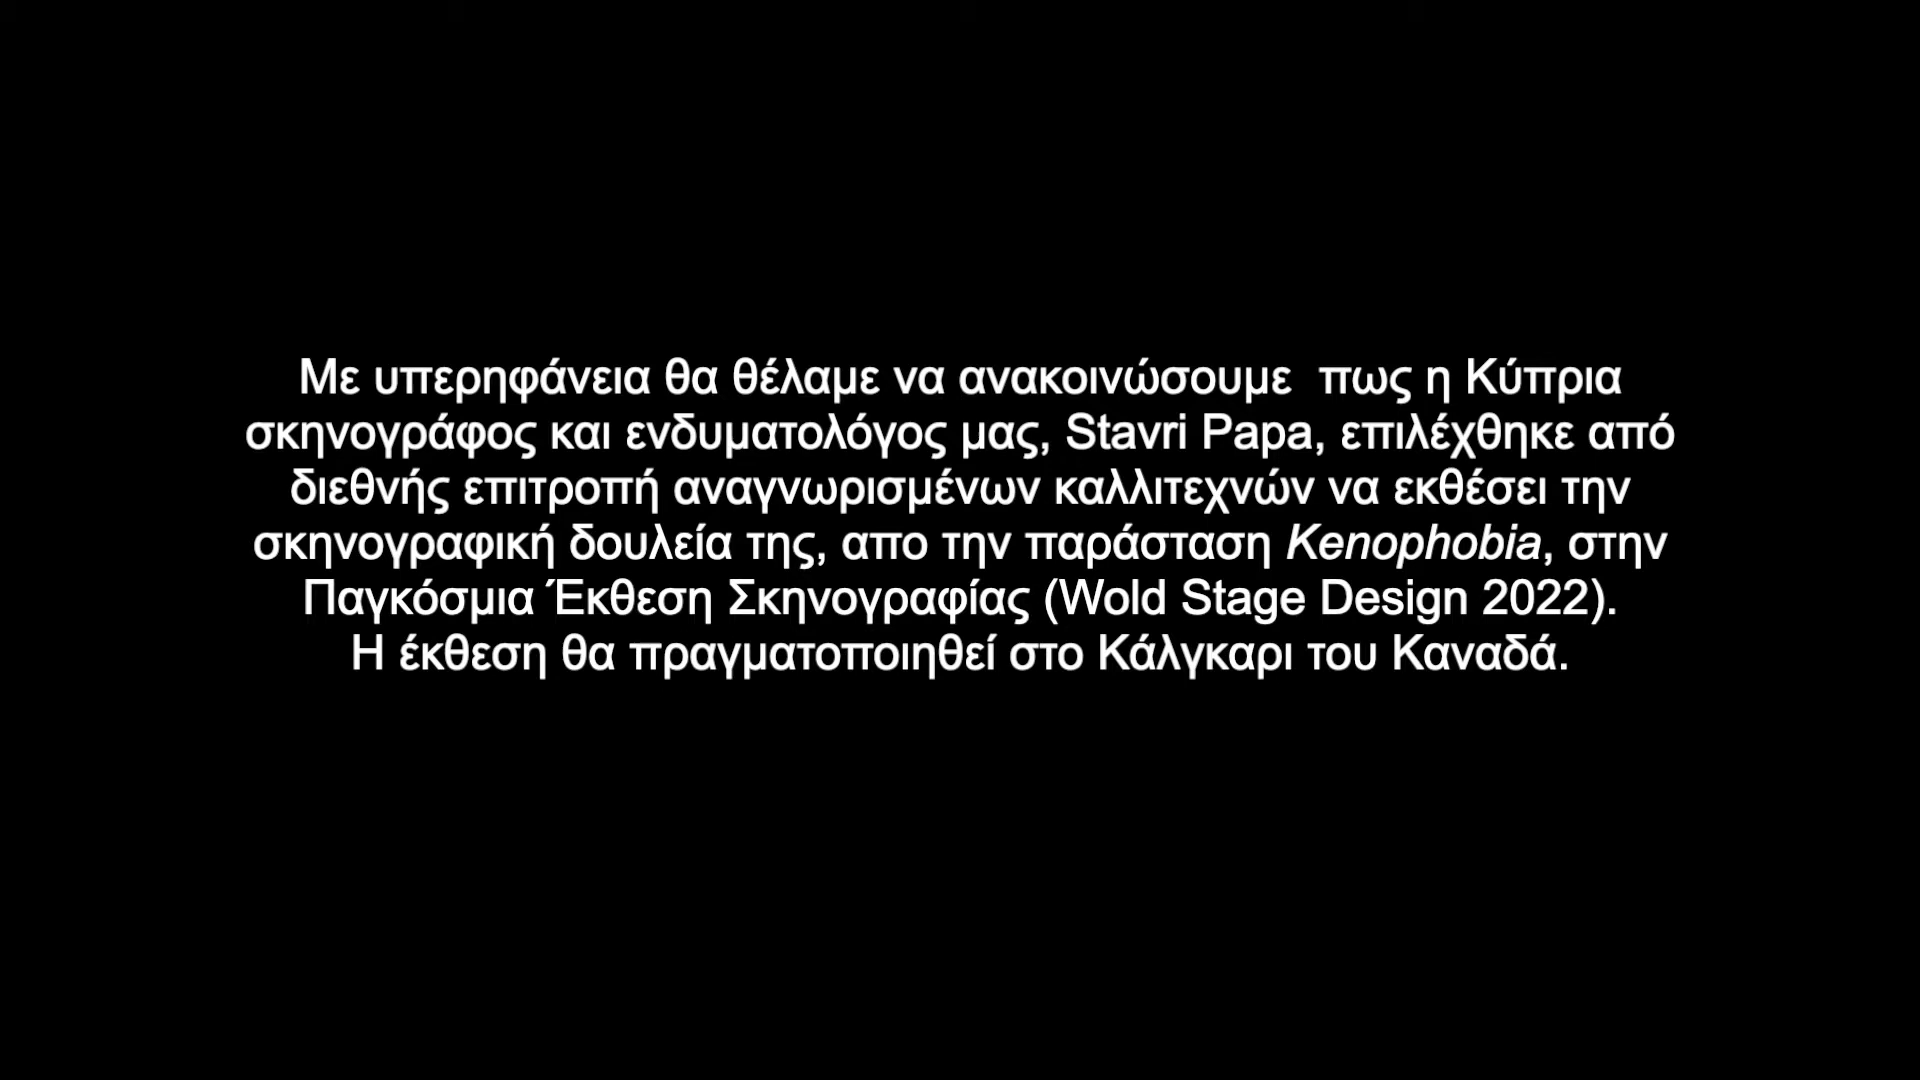 Με υπερηφάνεια θα θέλαμε να ανακοινώσουμε  πως η Κύπρια
σκηνογράφος και ενδυματολόγος μας, Stavri Papa, επιλέχθηκε από
διεθνής επιτροπή αναγνωρισμένων καλλιτεχνών να εκθέσει την
σκηνογραφική δουλεία της, απο την παράσταση Kenophobia, στην
Παγκόσμια Έκθεση Σκηνογραφίας (Wold Stage Design 2022).
Η έκθεση θα πραγματοποιηθεί στο Κάλγκαρι του Καναδά.